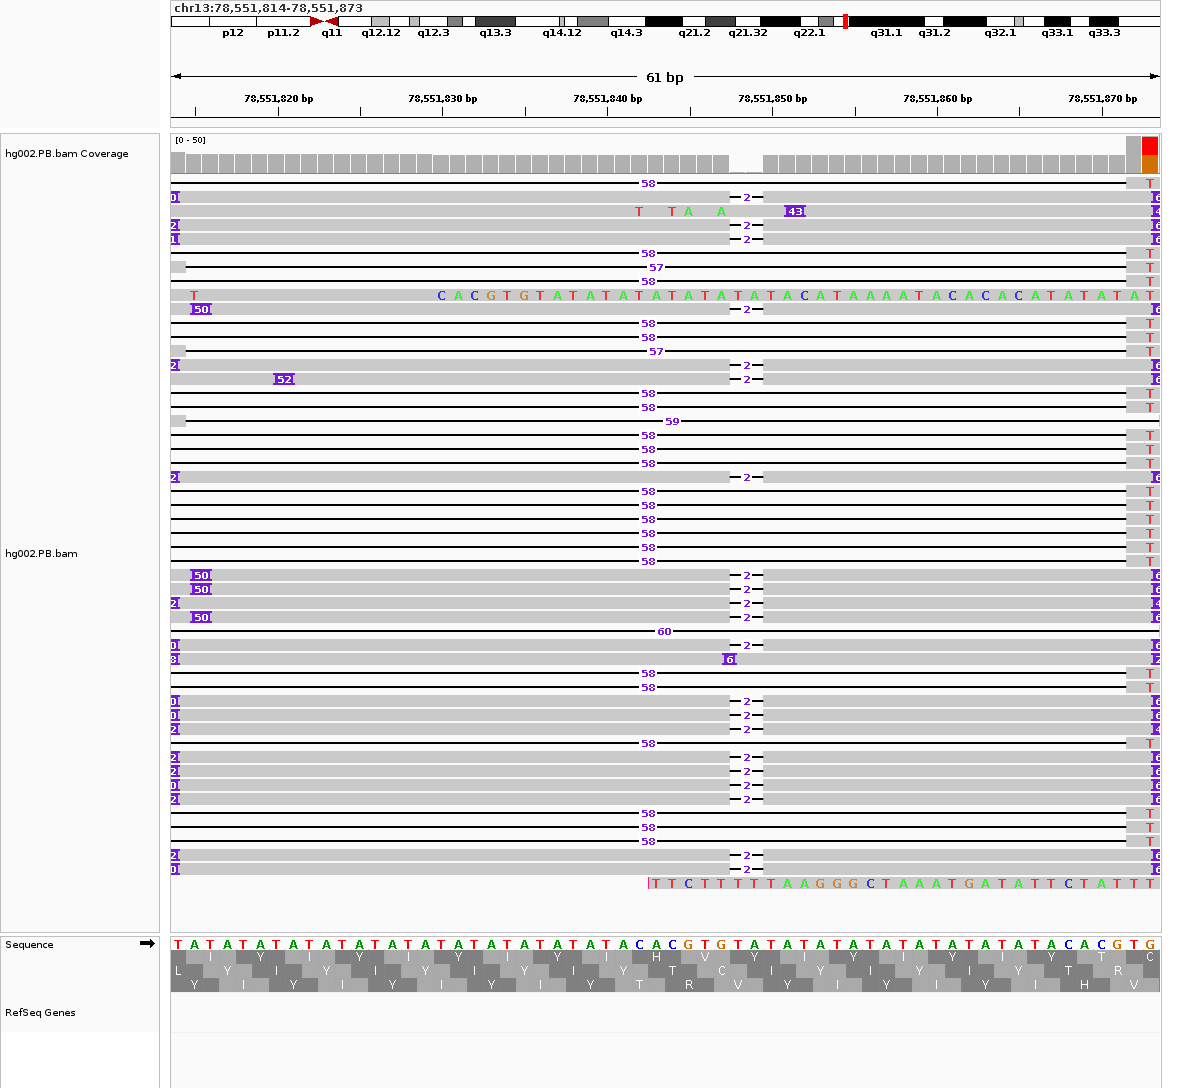 chr13:78,551,814-78,551,873
p12 p11.2 q11 q12.12 q12.3 q13.3 q14.12 q14.3 q21.2 q21.32 q22.1 q31.1 q31.2 q32.1 q33.1 q33.3
61 bp
78,551,820 bp 78,551,830 bp 78,551,840 bp 78,551,850 bp 78,551,860 bp 78,551,870 bp
[0 - 50]
hg002.PB.bam Coverage
58 T
2
T T A A 43
2
2
58 T
57 T
58 T
T C A C G T G T A T A T A T A T A T A T A T A C A T A A A A T A C A C A C A T A T A T A T
50 2
58 T
58 T
57 T
2
52 2
58 T
58 T
59
58 T
58 T
58 T
2
58 T
58 T
58 T
58 T
58 T
hg002.PB.bam
58 T
50 2
50 2
2
50 2
60
2
6
58 T
58 T
2
2
2
58 T
2
2
2
2
58 T
58 T
58 T
2
2
T T C T T T T T A A G G G C T A A A T G A T A T T C T A T T T
Sequence T A T A T A T A T A T A T A T A T A T A T A T A T A T A C A C G T G T A T A T A T A T A T A T A T A T A T A C A C G T G
I Y I Y I Y I Y I H V Y I Y I Y I Y T C
L Y I Y I Y I Y I Y T C I Y I Y I Y T R
Y I Y I Y I Y I Y T R V Y I Y I Y I H V
RefSeq Genes